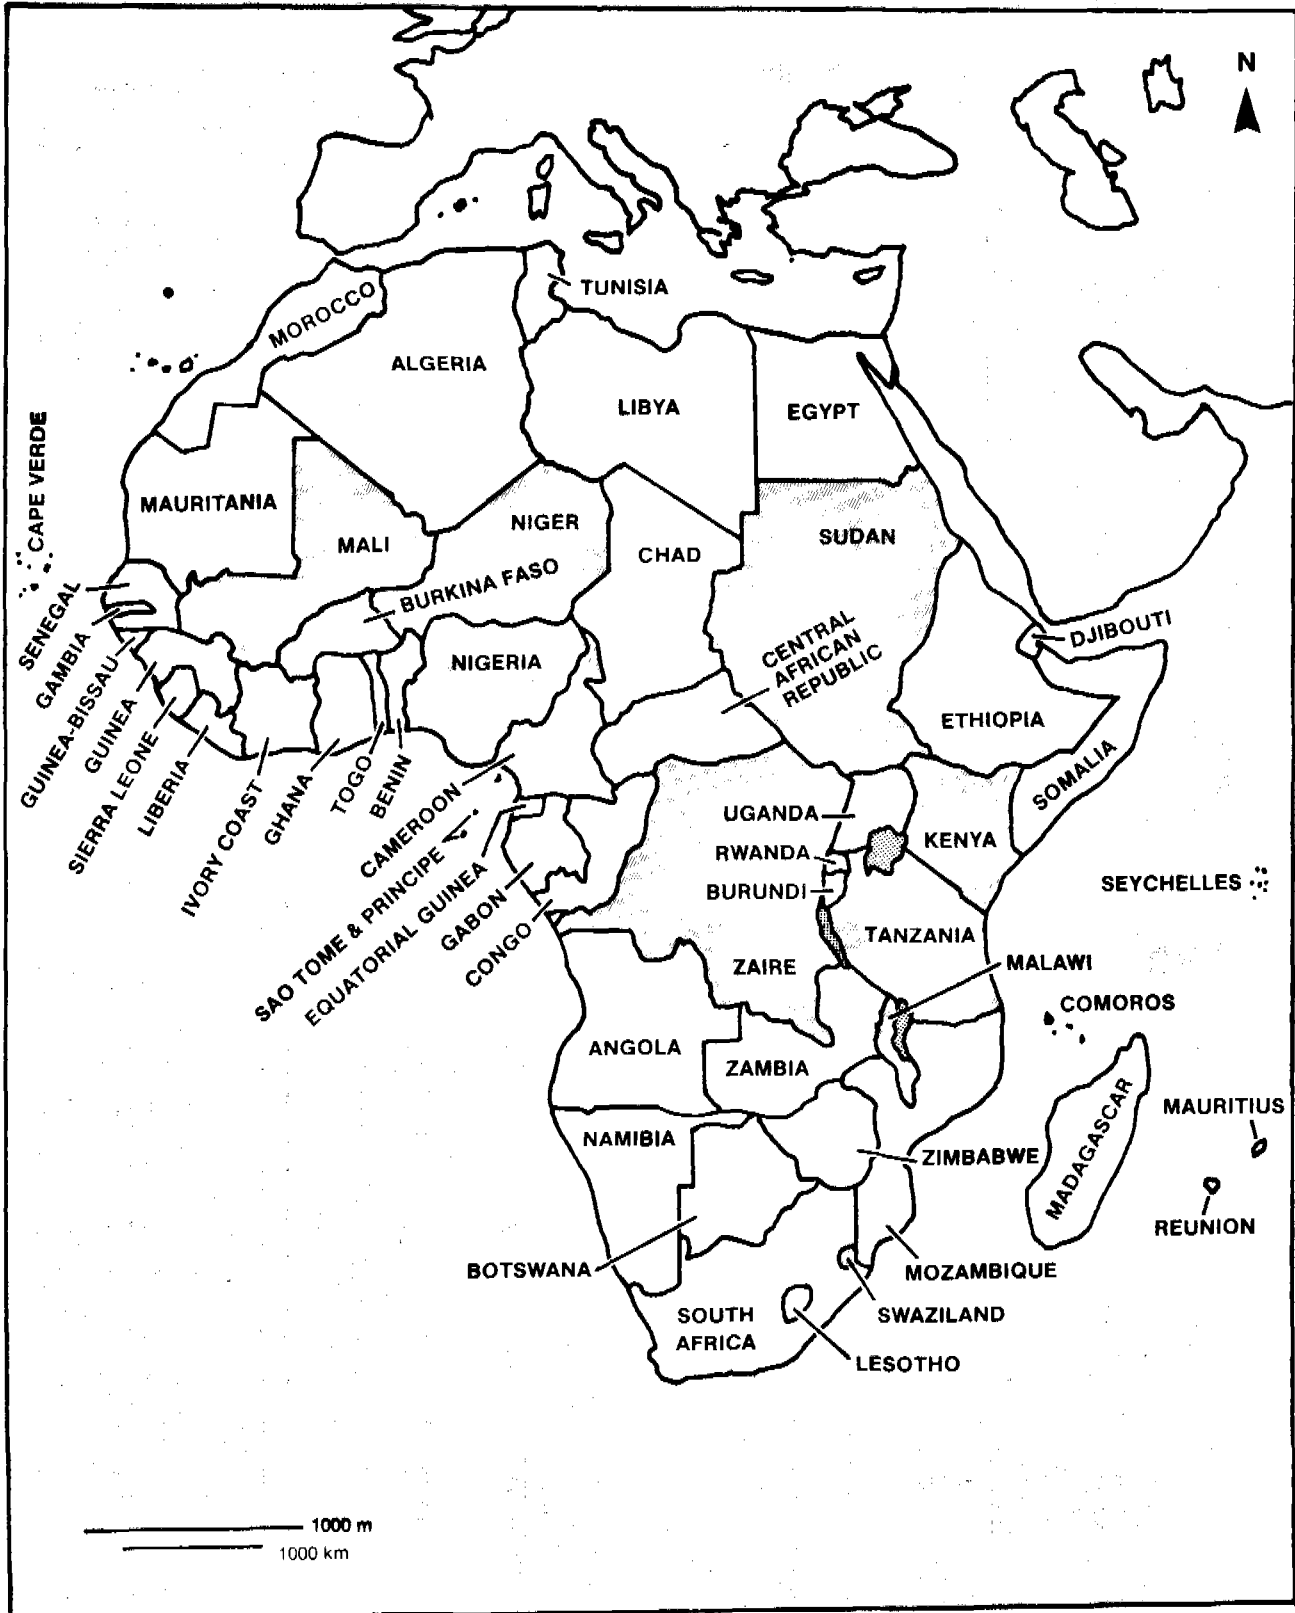 N
TUNISIA
MOROCCO
ALGERIA
LIBYA
EGYPT
CAPE VERDE
MAURITANIA
MALI
NIGER
CHAD
SUDAN
BURKINA FASO
SENEGAL
GAMBIA
GUINEA-BISSAU
GUINEA
SIERRA LEONE
LIBERIA
IVORY COAST
GHANA
TOGO
BENIN
NIGERIA
CENTRAL
AFRICAN
REPUBLIC
DJIBOUTI
ETHIOPIA
SOMALIA
CAMEROON
SAO TOME & PRINCIPE
EQUATORIAL GUINEA
GABON
CONGO
UGANDA
RWANDA
BURUNDI
KENYA
SEYCHELLES
TANZANIA
ZAIRE
MALAWI
COMOROS
ANGOLA
ZAMBIA
MADAGASCAR
MAURITIUS
NAMIBIA
ZIMBABWE
REUNION
BOTSWANA
MOZAMBIQUE
SWAZILAND
SOUTH
AFRICA
LESOTHO
1000 m
1000 km